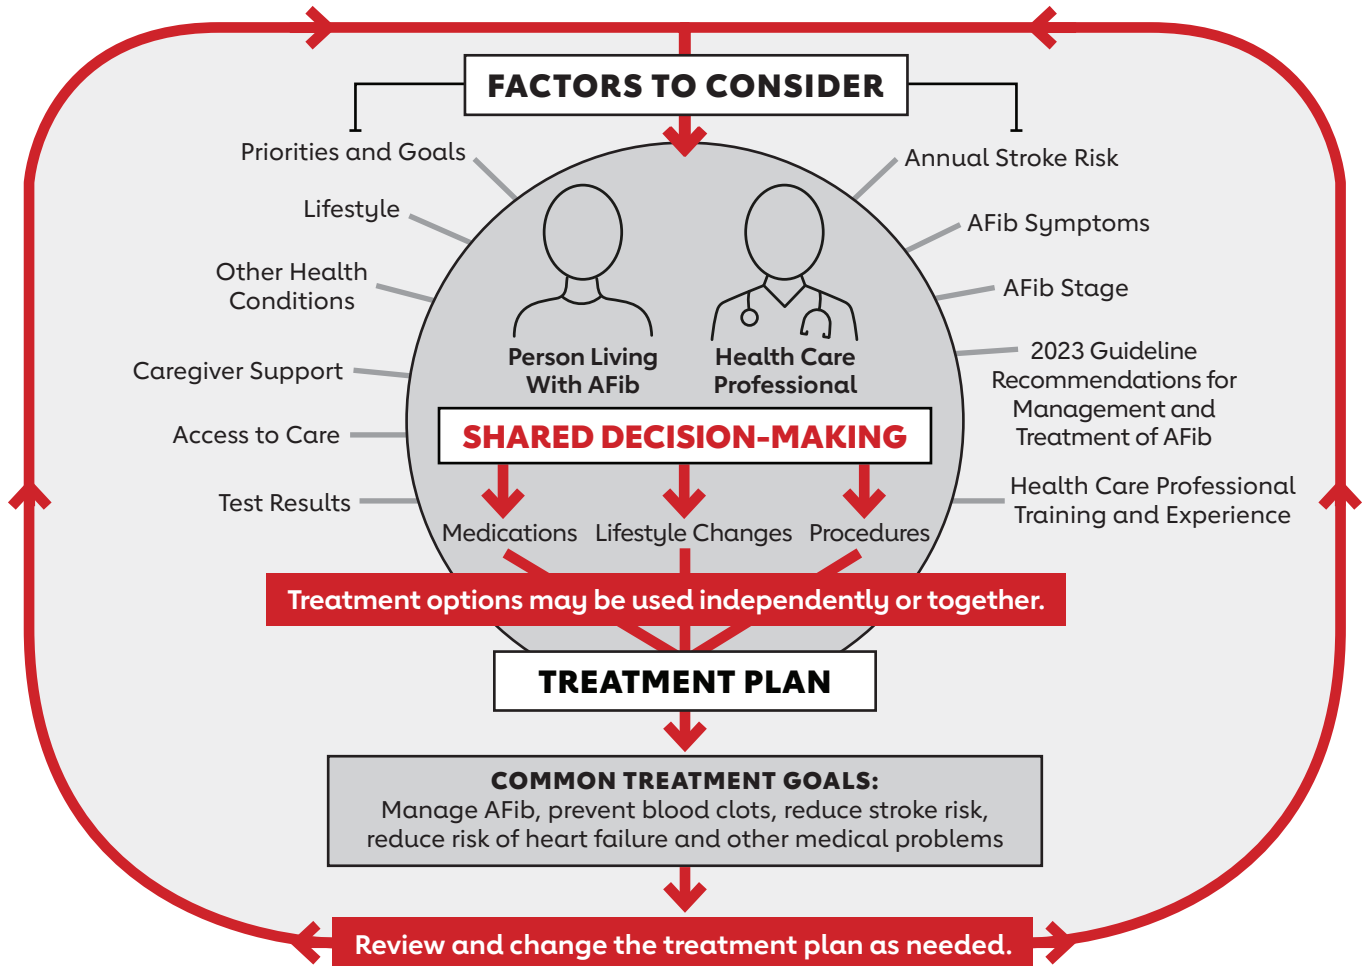 FACTORS TO CONSIDER
Priorities and Goals
Lifestyle
Other Health
Conditions
Caregiver Support
Access to Care
Test Results
Annual Stroke Risk
AFib Symptoms
AFib Stage
2023 Guideline
Recommendations for
Management and
Treatment of AFib
Health Care Professional
Training and Experience
Person Living
With AFib
Health Care
Professional
SHARED DECISION-MAKING
Medications
Lifestyle Changes
Procedures
Treatment options may be used independently or together.
TREATMENT PLAN
COMMON TREATMENT GOALS:
Manage AFib, prevent blood clots, reduce stroke risk,
reduce risk of heart failure and other medical problems
Review and change the treatment plan as needed.